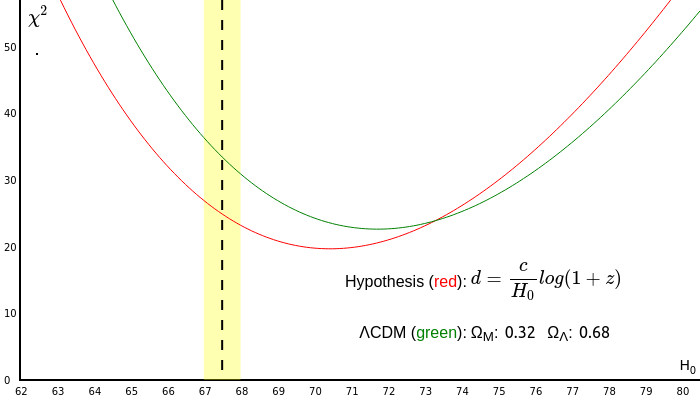 χ²
50
40
30
20
10
0
Hypothesis (red): d = c/H₀ log(1 + z)
ΛCDM (green): Ω_M: 0.32 Ω_Λ: 0.68
H₀
62 63 64 65 66 67 68 69 70 71 72 73 74 75 76 77 78 79 80